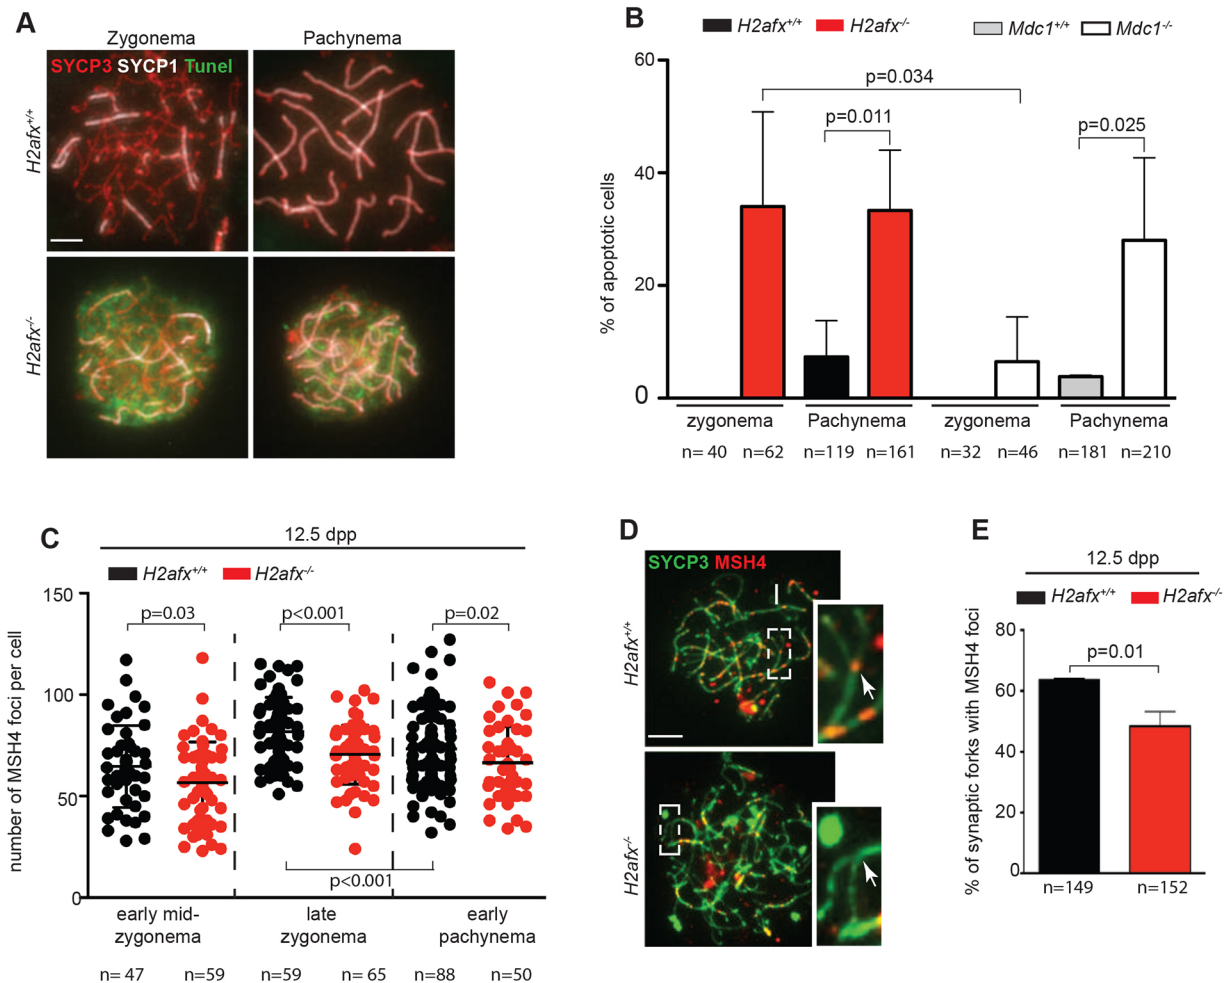 A
Zygonema Pachynema
SYCP3 SYCP1 Tunel
H2afx+/+
H2afx-/-
B
H2afx+/+ H2afx-/- Mdc1+/+ Mdc1-/-
% of apoptotic cells
60
40
20
0
p=0.034
p=0.011
p=0.025
zygonema Pachynema zygonema Pachynema
n= 40 n=62 n=119 n=161 n=32 n=46 n=181 n=210
C
12.5 dpp
H2afx+/+ H2afx-/-
number of MSH4 foci per cell
150
100
50
0
p=0.03 p<0.001 p=0.02
p<0.001
early mid-
zygonema
late
zygonema
early
pachynema
n= 47 n=59 n=59 n= 65 n=88 n=50
D
SYCP3 MSH4
H2afx+/+
H2afx-/-
E
12.5 dpp
H2afx+/+ H2afx-/-
% of synaptic forks with MSH4 foci
80
60
40
20
0
p=0.01
n=149 n=152